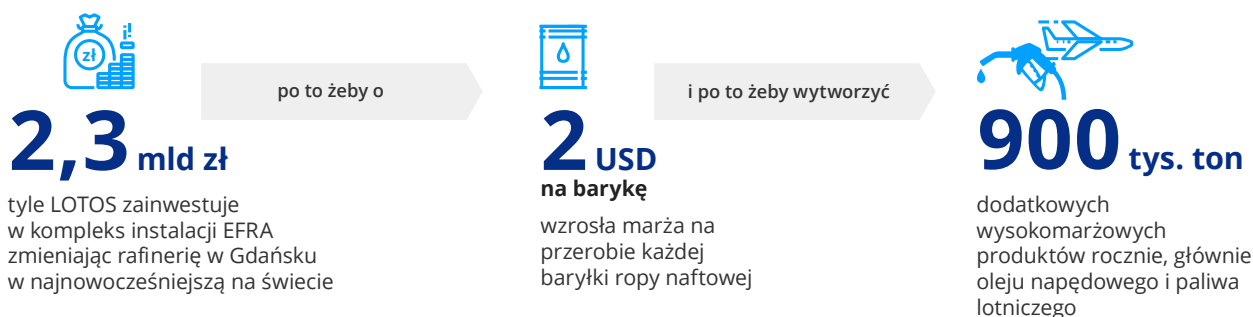 zł
2,3 mld zł
tyle LOTOS zainwestuje
w kompleks instalacji EFRA
zmieniając rafinerię w Gdańsku
w najnowocześniejszą na świecie
po to żeby o
2 USD
na barykę
wzrosła marża na
przerobie każdej
baryłki ropy naftowej
i po to żeby wytworzyć
900 tys. ton
dodatkowych
wysokomarżowych
produktów rocznie, głównie
oleju napędowego i paliwa
lotniczego